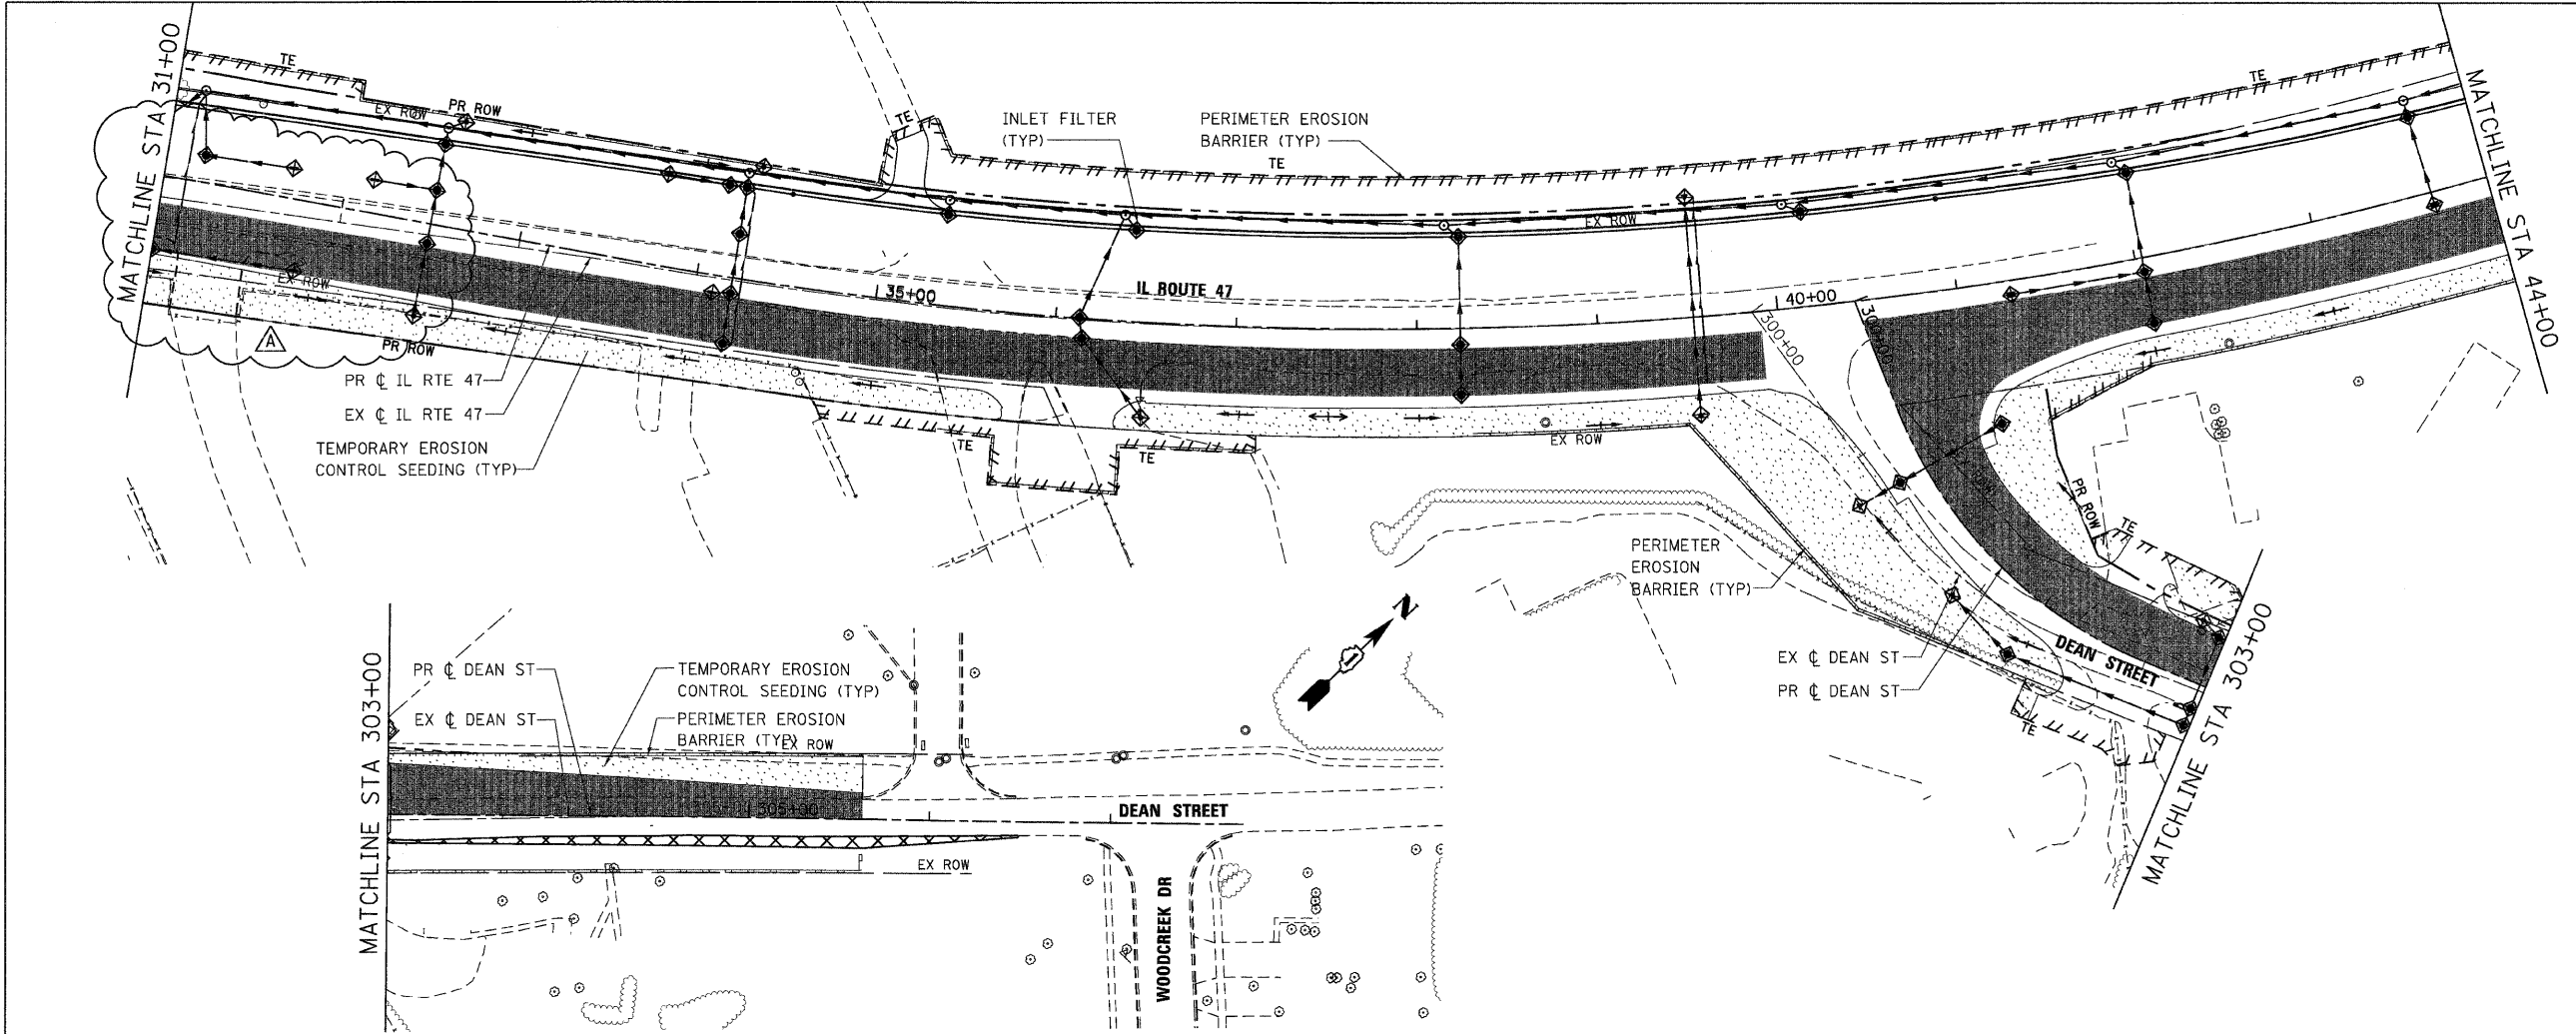 MATCHLINE STA 31+00
TE
EX ROW
PR ROW
TE
INLET FILTER
(TYP)
PERIMETER EROSION
BARRIER (TYP)
TE
EX ROW
TE
MATCHLINE STA 44+00
EX ROW
A
PR ROW
35+00
IL ROUTE 47
40+00
300+00
300+00
PR ℄ IL RTE 47
EX ℄ IL RTE 47
TEMPORARY EROSION
CONTROL SEEDING (TYP)
TE
TE
EX ROW
PR ROW
TE
PERIMETER
EROSION
BARRIER (TYP)
EX ℄ DEAN ST
PR ℄ DEAN ST
DEAN STREET
TE
MATCHLINE STA 303+00
N
MATCHLINE STA 303+00
PR ℄ DEAN ST
EX ℄ DEAN ST
TEMPORARY EROSION
CONTROL SEEDING (TYP)
PERIMETER EROSION
BARRIER (TYP)
EX ROW
305+00
DEAN STREET
EX ROW
WOODCREEK DR